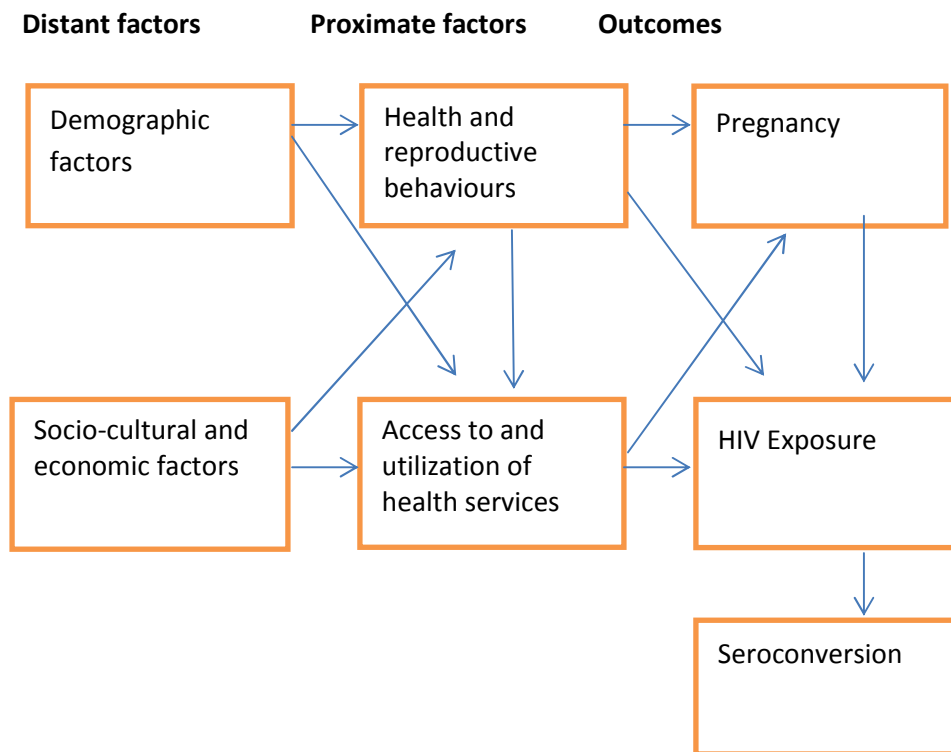 Distant factors
Proximate factors
Outcomes
Demographic
factors
Health and
reproductive
behaviours
Pregnancy
Socio-cultural and
economic factors
Access to and
utilization of
health services
HIV Exposure
Seroconversion